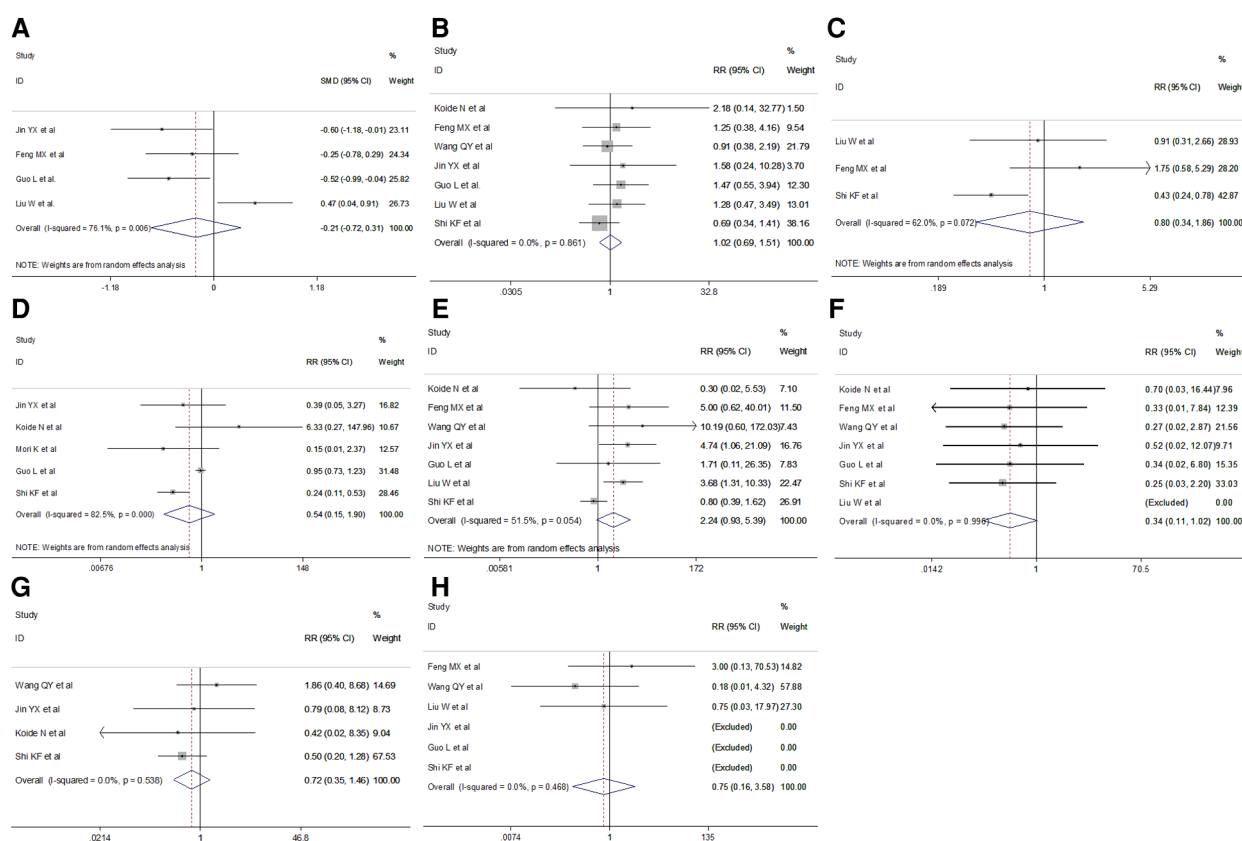 A
Study %
ID SMD (95% CI) Weight
Jin YX et al -0.60 (-1.18, -0.01) 23.11
Feng MX et al -0.25 (-0.78, 0.29) 24.34
Guo L et al. -0.52 (-0.99, -0.04) 25.82
Liu W et al. 0.47 (0.04, 0.91) 26.73
Overall (I-squared = 76.1%, p = 0.006) -0.21 (-0.72, 0.31) 100.00
NOTE: Weights are from random effects analysis
-1.18 0 1.18
B
Study %
ID RR (95% CI) Weight
Koide N et al 2.18 (0.14, 32.77) 1.50
Feng MX et al 1.25 (0.38, 4.16) 9.54
Wang QY et al 0.91 (0.38, 2.19) 21.79
Jin YX et al 1.58 (0.24, 10.28) 3.70
Guo L et al. 1.47 (0.55, 3.94) 12.30
Liu W et al 1.28 (0.47, 3.49) 13.01
Shi KF et al 0.69 (0.34, 1.41) 38.16
Overall (I-squared = 0.0%, p = 0.861) 1.02 (0.69, 1.51) 100.00
.0305 1 32.8
C
Study %
ID RR (95% CI) Weight
Liu W et al 0.91 (0.31, 2.66) 28.93
Feng MX et al 1.75 (0.58, 5.29) 28.20
Shi KF et al 0.43 (0.24, 0.78) 42.87
Overall (I-squared = 62.0%, p = 0.072) 0.80 (0.34, 1.86) 100.00
NOTE: Weights are from random effects analysis
.189 1 5.29
D
Study %
ID RR (95% CI) Weight
Jin YX et al 0.39 (0.05, 3.27) 16.82
Koide N et al 6.33 (0.27, 147.96) 10.67
Mori K et al 0.15 (0.01, 2.37) 12.57
Guo L et al 0.95 (0.73, 1.23) 31.48
Shi KF et al 0.24 (0.11, 0.53) 28.46
Overall (I-squared = 82.5%, p = 0.000) 0.54 (0.15, 1.90) 100.00
NOTE: Weights are from random effects analysis
.00676 1 148
E
Study %
ID RR (95% CI) Weight
Koide N et al 0.30 (0.02, 5.53) 7.10
Feng MX et al 5.00 (0.62, 40.01) 11.50
Wang QY et al 10.19 (0.60, 172.03) 7.43
Jin YX et al 4.74 (1.06, 21.09) 16.76
Guo L et al 1.71 (0.11, 26.35) 7.83
Liu W et al 3.68 (1.31, 10.33) 22.47
Shi KF et al 0.80 (0.39, 1.62) 26.91
Overall (I-squared = 51.5%, p = 0.054) 2.24 (0.93, 5.39) 100.00
NOTE: Weights are from random effects analysis
.00581 1 172
F
Study %
ID RR (95% CI) Weight
Koide N et al 0.70 (0.03, 16.44) 7.96
Feng MX et al 0.33 (0.01, 7.84) 12.39
Wang QY et al 0.27 (0.02, 2.87) 21.56
Jin YX et al 0.52 (0.02, 12.07) 9.71
Guo L et al 0.34 (0.02, 6.80) 15.35
Shi KF et al 0.25 (0.03, 2.20) 33.03
Liu W et al (Excluded) 0.00
Overall (I-squared = 0.0%, p = 0.996) 0.34 (0.11, 1.02) 100.00
.0142 1 70.5
G
Study %
ID RR (95% CI) Weight
Wang QY et al 1.86 (0.40, 8.68) 14.69
Jin YX et al 0.79 (0.08, 8.12) 8.73
Koide N et al 0.42 (0.02, 8.35) 9.04
Shi KF et al 0.50 (0.20, 1.28) 67.53
Overall (I-squared = 0.0%, p = 0.538) 0.72 (0.35, 1.46) 100.00
.0214 1 46.8
H
Study %
ID RR (95% CI) Weight
Feng MX et al 3.00 (0.13, 70.53) 14.82
Wang QY et al 0.18 (0.01, 4.32) 57.88
Liu W et al 0.75 (0.03, 17.97) 27.30
Jin YX et al (Excluded) 0.00
Guo L et al (Excluded) 0.00
Shi KF et al (Excluded) 0.00
Overall (I-squared = 0.0%, p = 0.468) 0.75 (0.16, 3.58) 100.00
.0074 1 135